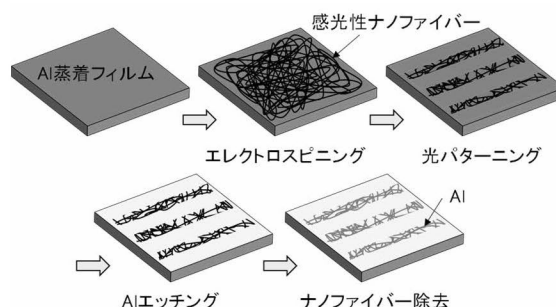 感光性ナノファイバー
Al蒸着フィルム
エレクトロスピニング
光パターニング
Al
Alエッチング
ナノファイバー除去